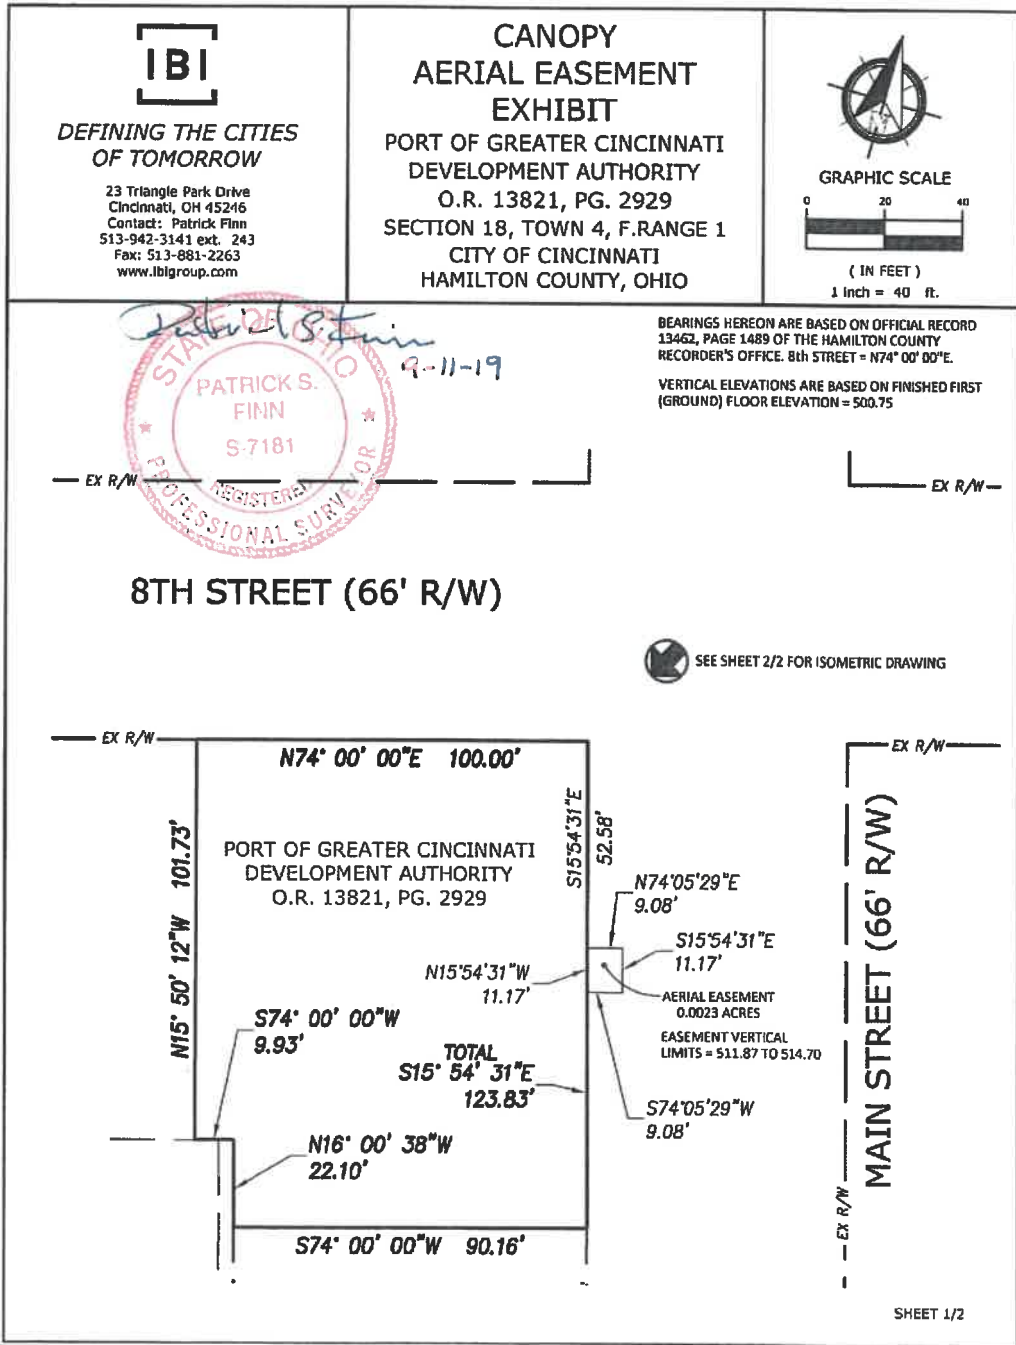 IBI
DEFINING THE CITIES
OF TOMORROW
23 Triangle Park Drive
Cincinnati, OH 45246
Contact: Patrick Finn
513-942-3141 ext. 243
Fax: 513-881-2263
www.ibigroup.com
CANOPY
AERIAL EASEMENT
EXHIBIT
PORT OF GREATER CINCINNATI
DEVELOPMENT AUTHORITY
O.R. 13821, PG. 2929
SECTION 18, TOWN 4, F.RANGE 1
CITY OF CINCINNATI
HAMILTON COUNTY, OHIO
GRAPHIC SCALE
0 20 40
( IN FEET )
1 inch = 40 ft.
Patrick S. Finn
9-11-19
STATE OF OHIO
PATRICK S.
FINN
S-7181
REGISTERED
PROFESSIONAL SURVEYOR
BEARINGS HEREON ARE BASED ON OFFICIAL RECORD
13462, PAGE 1489 OF THE HAMILTON COUNTY
RECORDER'S OFFICE. 8th STREET = N74° 00' 00"E.
VERTICAL ELEVATIONS ARE BASED ON FINISHED FIRST
(GROUND) FLOOR ELEVATION = 500.75
EX R/W
EX R/W
8TH STREET (66' R/W)
SEE SHEET 2/2 FOR ISOMETRIC DRAWING
EX R/W
EX R/W
N74° 00' 00"E 100.00'
S15°54'31"E
52.58'
N15° 50' 12"W 101.73'
PORT OF GREATER CINCINNATI
DEVELOPMENT AUTHORITY
O.R. 13821, PG. 2929
N74°05'29"E
9.08'
S15°54'31"E
11.17'
N15°54'31"W
11.17'
AERIAL EASEMENT
0.0023 ACRES
EASEMENT VERTICAL
LIMITS = 511.87 TO 514.70
S74° 00' 00"W
9.93'
TOTAL
S15° 54' 31"E
123.83'
S74°05'29"W
9.08'
N16° 00' 38"W
22.10'
S74° 00' 00"W 90.16'
MAIN STREET (66' R/W)
EX R/W
SHEET 1/2